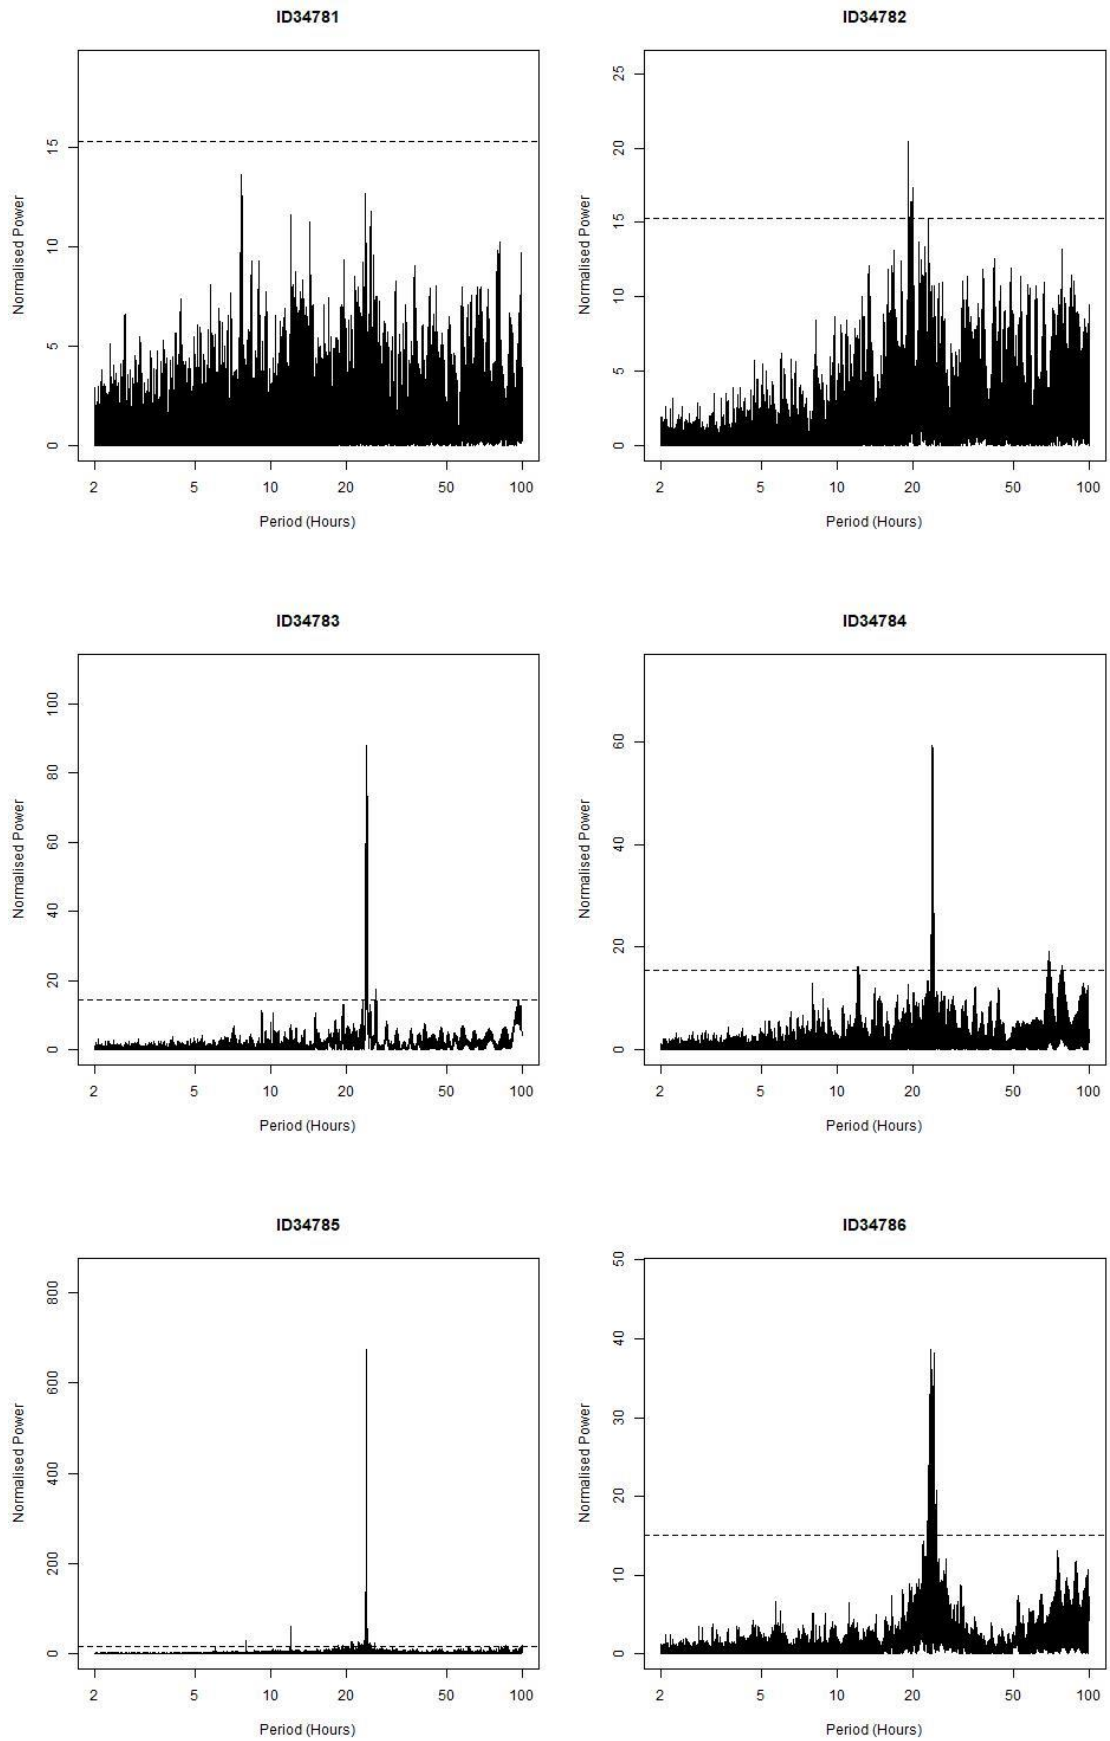 ID34781
ID34782
Normalised Power
0 5 10 15
2 5 10 20 50 100
Period (Hours)
Normalised Power
0 5 10 15 20 25
2 5 10 20 50 100
Period (Hours)
ID34783
ID34784
Normalised Power
0 20 40 60 80 100
2 5 10 20 50 100
Period (Hours)
Normalised Power
0 20 40 60
2 5 10 20 50 100
Period (Hours)
ID34785
ID34786
Normalised Power
0 200 400 600 800
2 5 10 20 50 100
Period (Hours)
Normalised Power
0 10 20 30 40 50
2 5 10 20 50 100
Period (Hours)